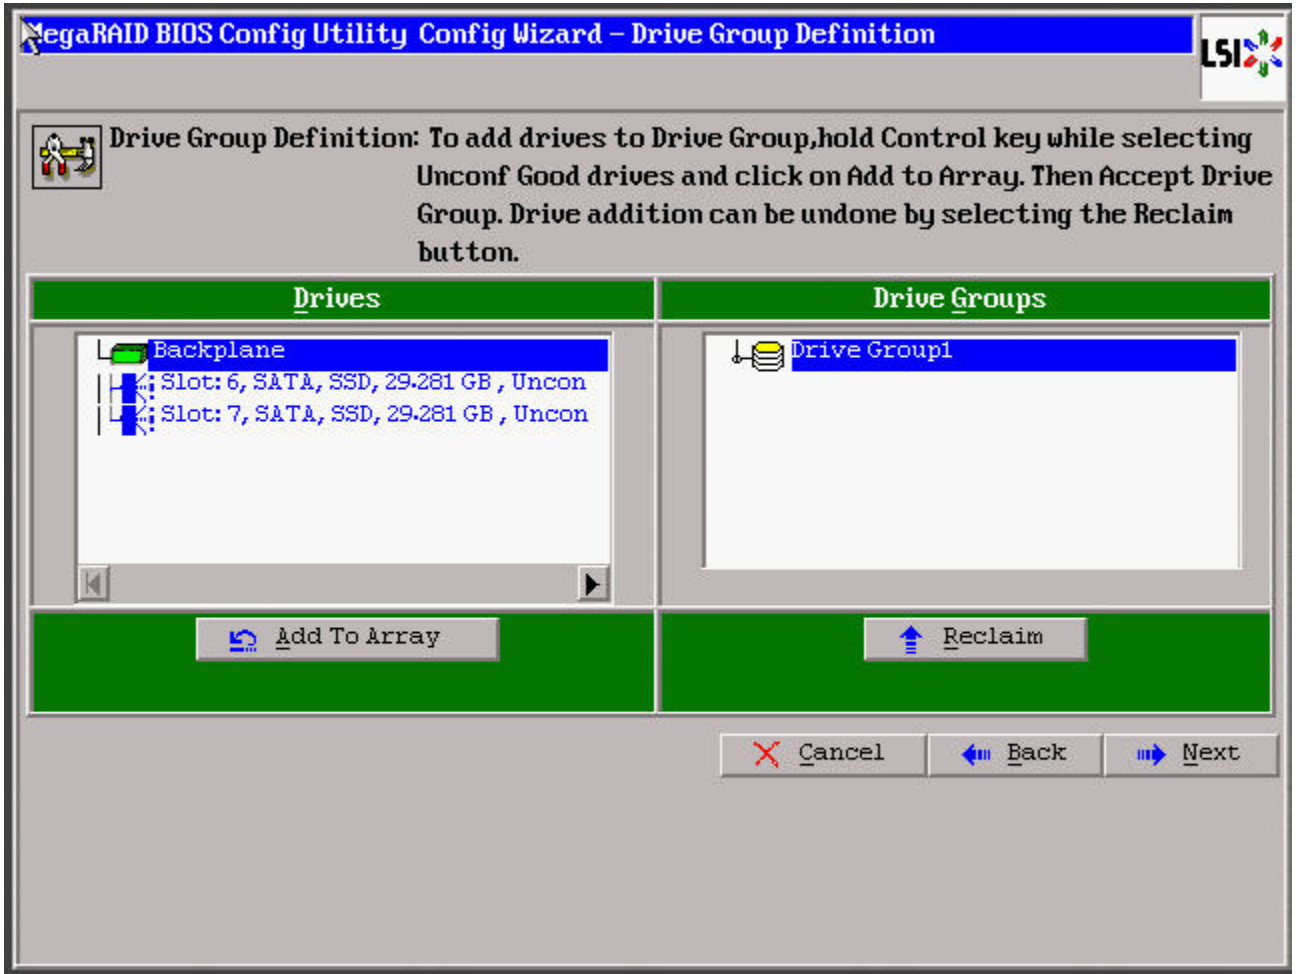 MegaRAID BIOS Config Utility Config Wizard – Drive Group Definition
LSI
Drive Group Definition: To add drives to Drive Group,hold Control key while selecting
Unconf Good drives and click on Add to Array. Then Accept Drive
Group. Drive addition can be undone by selecting the Reclaim
button.
Drives
Drive Groups
Backplane
Slot: 6, SATA, SSD, 29.281 GB , Uncon
Slot: 7, SATA, SSD, 29.281 GB , Uncon
Drive Group1
Add To Array
Reclaim
Cancel
Back
Next